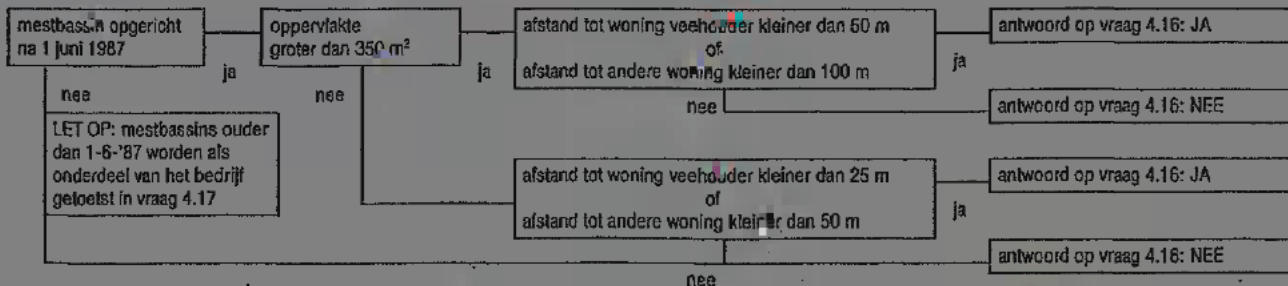 mestbassin opgericht
na 1 juni 1987
ja
nee
LET OP: mestbassins ouder
dan 1-6-'87 worden als
onderdeel van het bedrijf
getoetst in vraag 4.17
oppervlakte
groter dan 350 m²
ja
nee
afstand tot woning veehouder kleiner dan 50 m
of
afstand tot andere woning kleiner dan 100 m
ja
nee
antwoord op vraag 4.16: JA
antwoord op vraag 4.16: NEE
afstand tot woning veehouder kleiner dan 25 m
of
afstand tot andere woning kleiner dan 50 m
ja
nee
antwoord op vraag 4.16: JA
antwoord op vraag 4.16: NEE